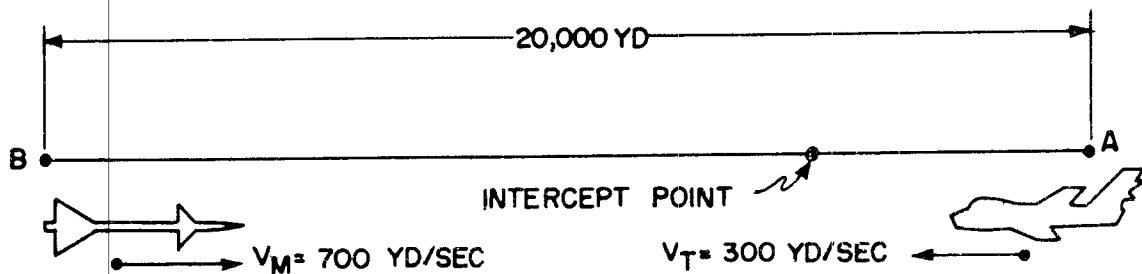 20,000 YD
B
A
INTERCEPT POINT
V_M = 700 YD/SEC
V_T = 300 YD/SEC